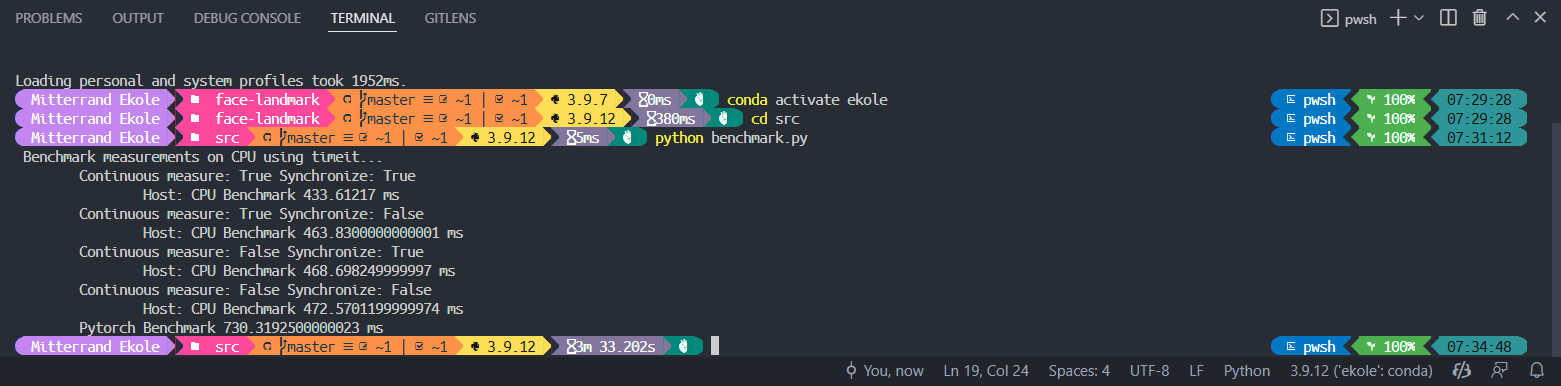 PROBLEMS OUTPUT DEBUG CONSOLE TERMINAL GITLENS pwsh
Loading personal and system profiles took 1952ms.
Mitterrand Ekole face-landmark master ≡ ~1 | ~1 3.9.7 0ms conda activate ekole pwsh 100% 07:29:28
Mitterrand Ekole face-landmark master ≡ ~1 | ~1 3.9.12 380ms cd src pwsh 100% 07:29:28
Mitterrand Ekole src master ≡ ~1 | ~1 3.9.12 5ms python benchmark.py pwsh 100% 07:31:12
Benchmark measurements on CPU using timeit...
Continuous measure: True Synchronize: True
Host: CPU Benchmark 433.61217 ms
Continuous measure: True Synchronize: False
Host: CPU Benchmark 463.8300000000001 ms
Continuous measure: False Synchronize: True
Host: CPU Benchmark 468.698249999997 ms
Continuous measure: False Synchronize: False
Host: CPU Benchmark 472.5701199999974 ms
Pytorch Benchmark 730.3192500000023 ms
Mitterrand Ekole src master ≡ ~1 | ~1 3.9.12 3m 33.202s pwsh 100% 07:34:48
You, now Ln 19, Col 24 Spaces: 4 UTF-8 LF Python 3.9.12 ('ekole': conda)